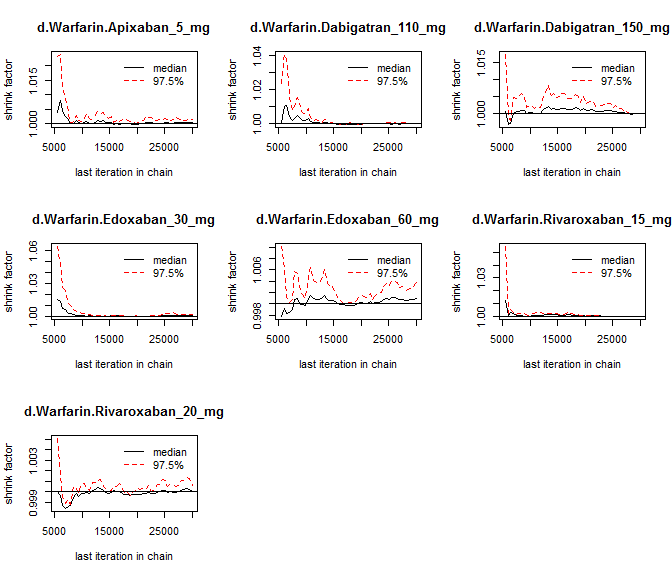 d.Warfarin.Apixaban_5_mg
shrink factor
1.000 1.015
median
97.5%
5000 15000 25000
last iteration in chain
d.Warfarin.Dabigatran_110_mg
shrink factor
1.00 1.02 1.04
median
97.5%
5000 15000 25000
last iteration in chain
d.Warfarin.Dabigatran_150_mg
shrink factor
1.000 1.015
median
97.5%
5000 15000 25000
last iteration in chain
d.Warfarin.Edoxaban_30_mg
shrink factor
1.00 1.03 1.06
median
97.5%
5000 15000 25000
last iteration in chain
d.Warfarin.Edoxaban_60_mg
shrink factor
0.998 1.006
median
97.5%
5000 15000 25000
last iteration in chain
d.Warfarin.Rivaroxaban_15_mg
shrink factor
1.00 1.03
median
97.5%
5000 15000 25000
last iteration in chain
d.Warfarin.Rivaroxaban_20_mg
shrink factor
0.999 1.003
median
97.5%
5000 15000 25000
last iteration in chain